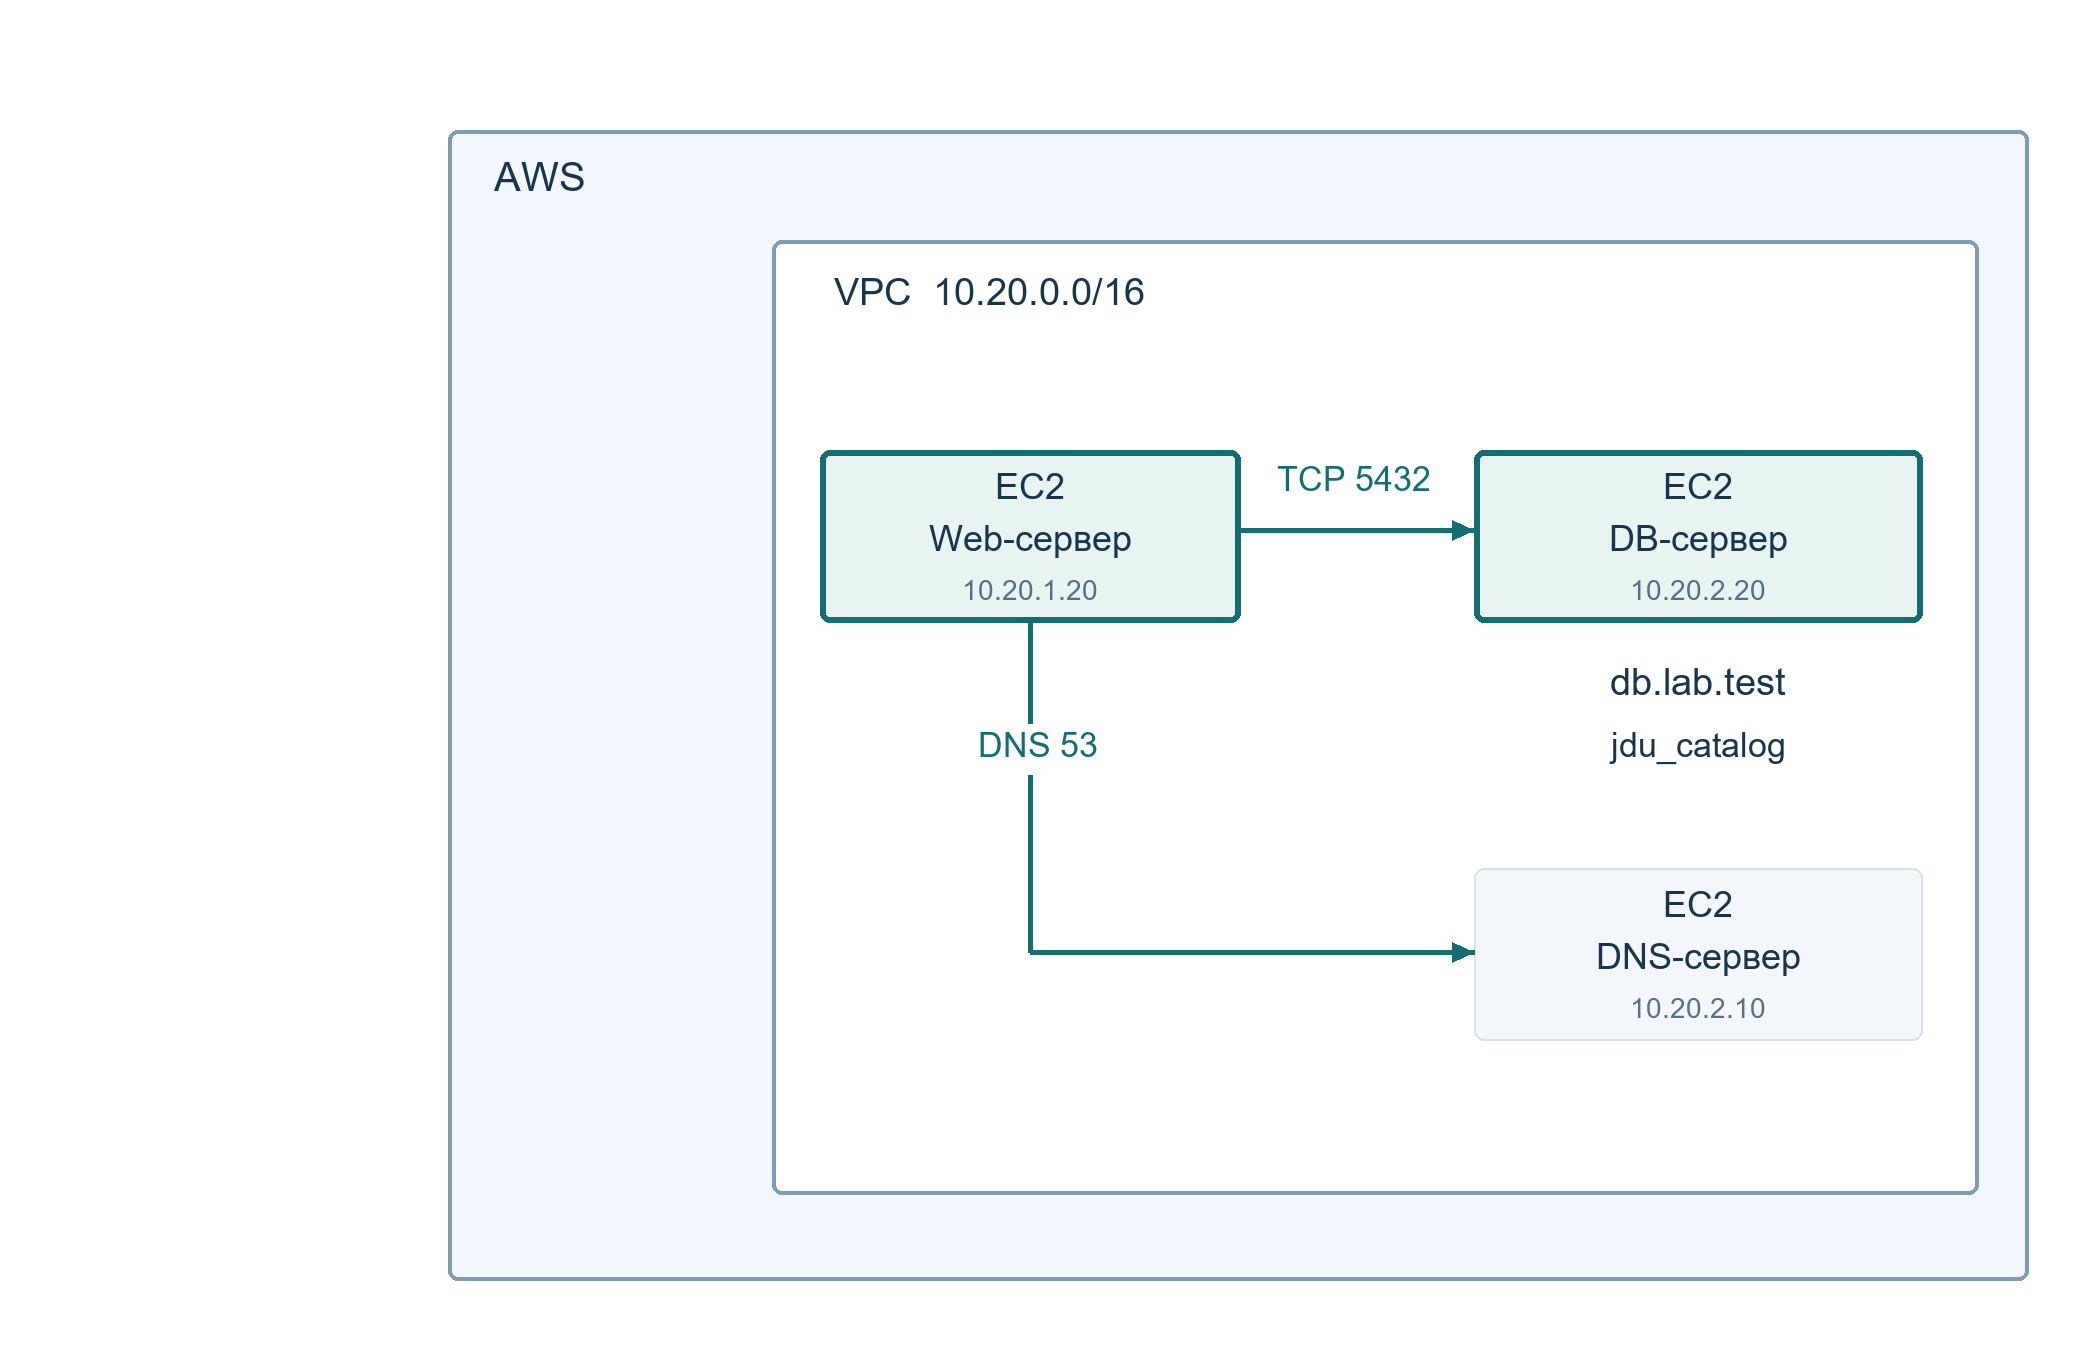 AWS
VPC  10.20.0.0/16
EC2
Web-сервер
10.20.1.20
TCP 5432
EC2
DB-сервер
10.20.2.20
db.lab.test
jdu_catalog
DNS 53
EC2
DNS-сервер
10.20.2.10